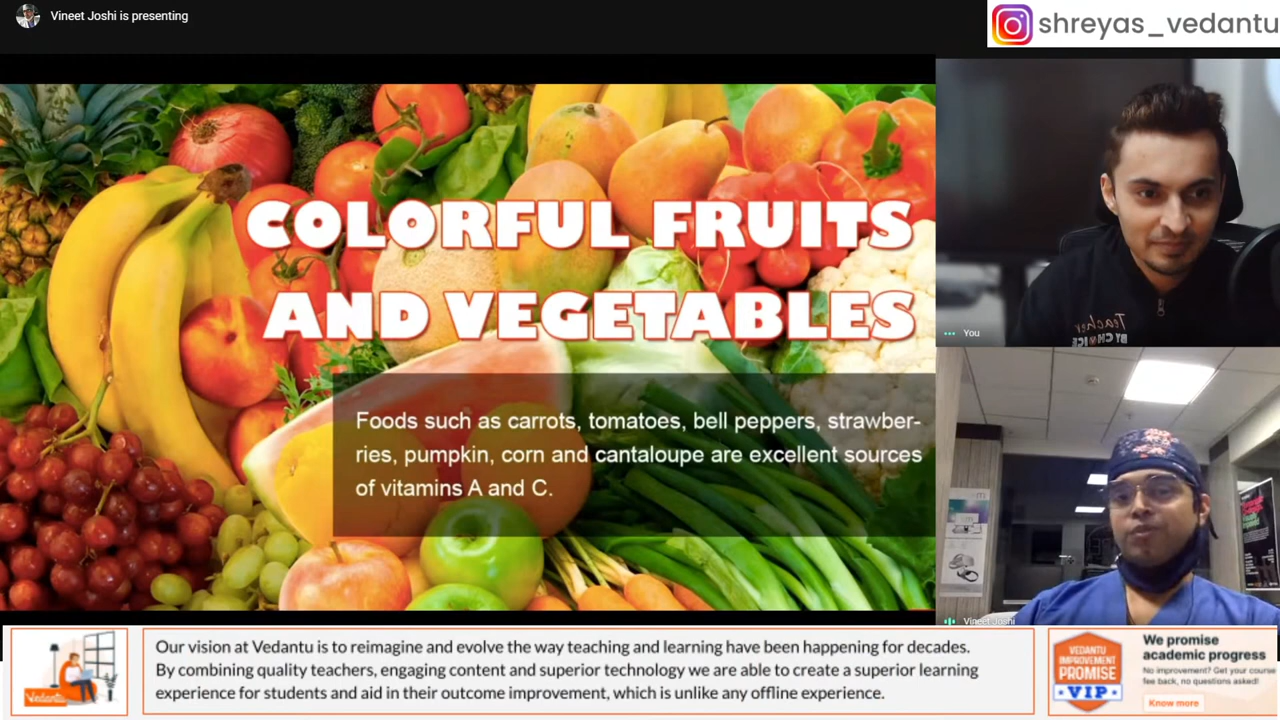 Vineet Joshi is presenting
shreyas_vedantu
COLORFUL FRUITS
AND VEGETABLES
Foods such as carrots, tomatoes, bell peppers, strawber-
ries, pumpkin, corn and cantaloupe are excellent sources
of vitamins A and C.
You
Teacher
BY CHOICE
Vineet Joshi
Vedantu
Our vision at Vedantu is to reimagine and evolve the way teaching and learning have been happening for decades.
By combining quality teachers, engaging content and superior technology we are able to create a superior learning
experience for students and aid in their outcome improvement, which is unlike any offline experience.
VEDANTU
IMPROVEMENT
PROMISE
VIP
We promise
academic progress
No improvement? Get your course
fee back, no questions asked!
Know more